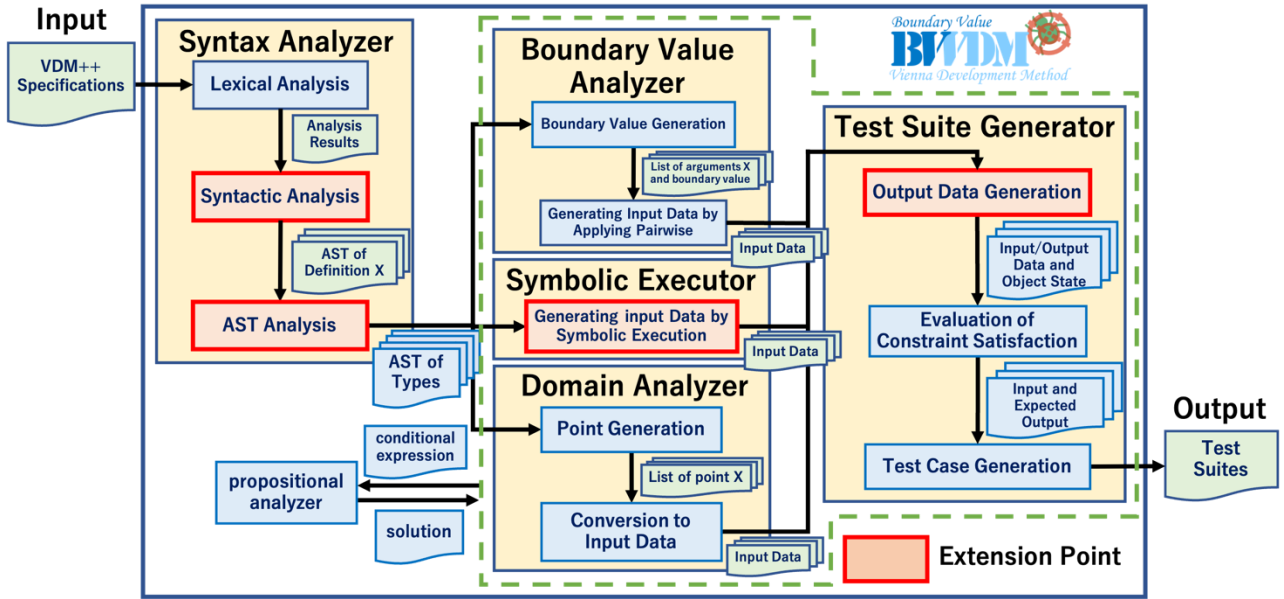 Input
VDM++
Specifications
Syntax Analyzer
Lexical Analysis
Analysis
Results
Syntactic Analysis
AST of
Definition X
AST Analysis
AST of
Types
Boundary Value
Analyzer
Boundary Value Generation
List of arguments X
and boundary value
Generating Input Data by
Applying Pairwise
Input Data
Symbolic Executor
Generating input Data by
Symbolic Execution
Input Data
Domain Analyzer
Point Generation
List of point X
Conversion to
Input Data
Input Data
conditional
expression
propositional
analyzer
solution
Boundary Value
BVVDM
Vienna Development Method
Test Suite Generator
Output Data Generation
Input/Output
Data and
Object State
Evaluation of
Constraint Satisfaction
Input and
Expected
Output
Test Case Generation
Output
Test
Suites
Extension Point